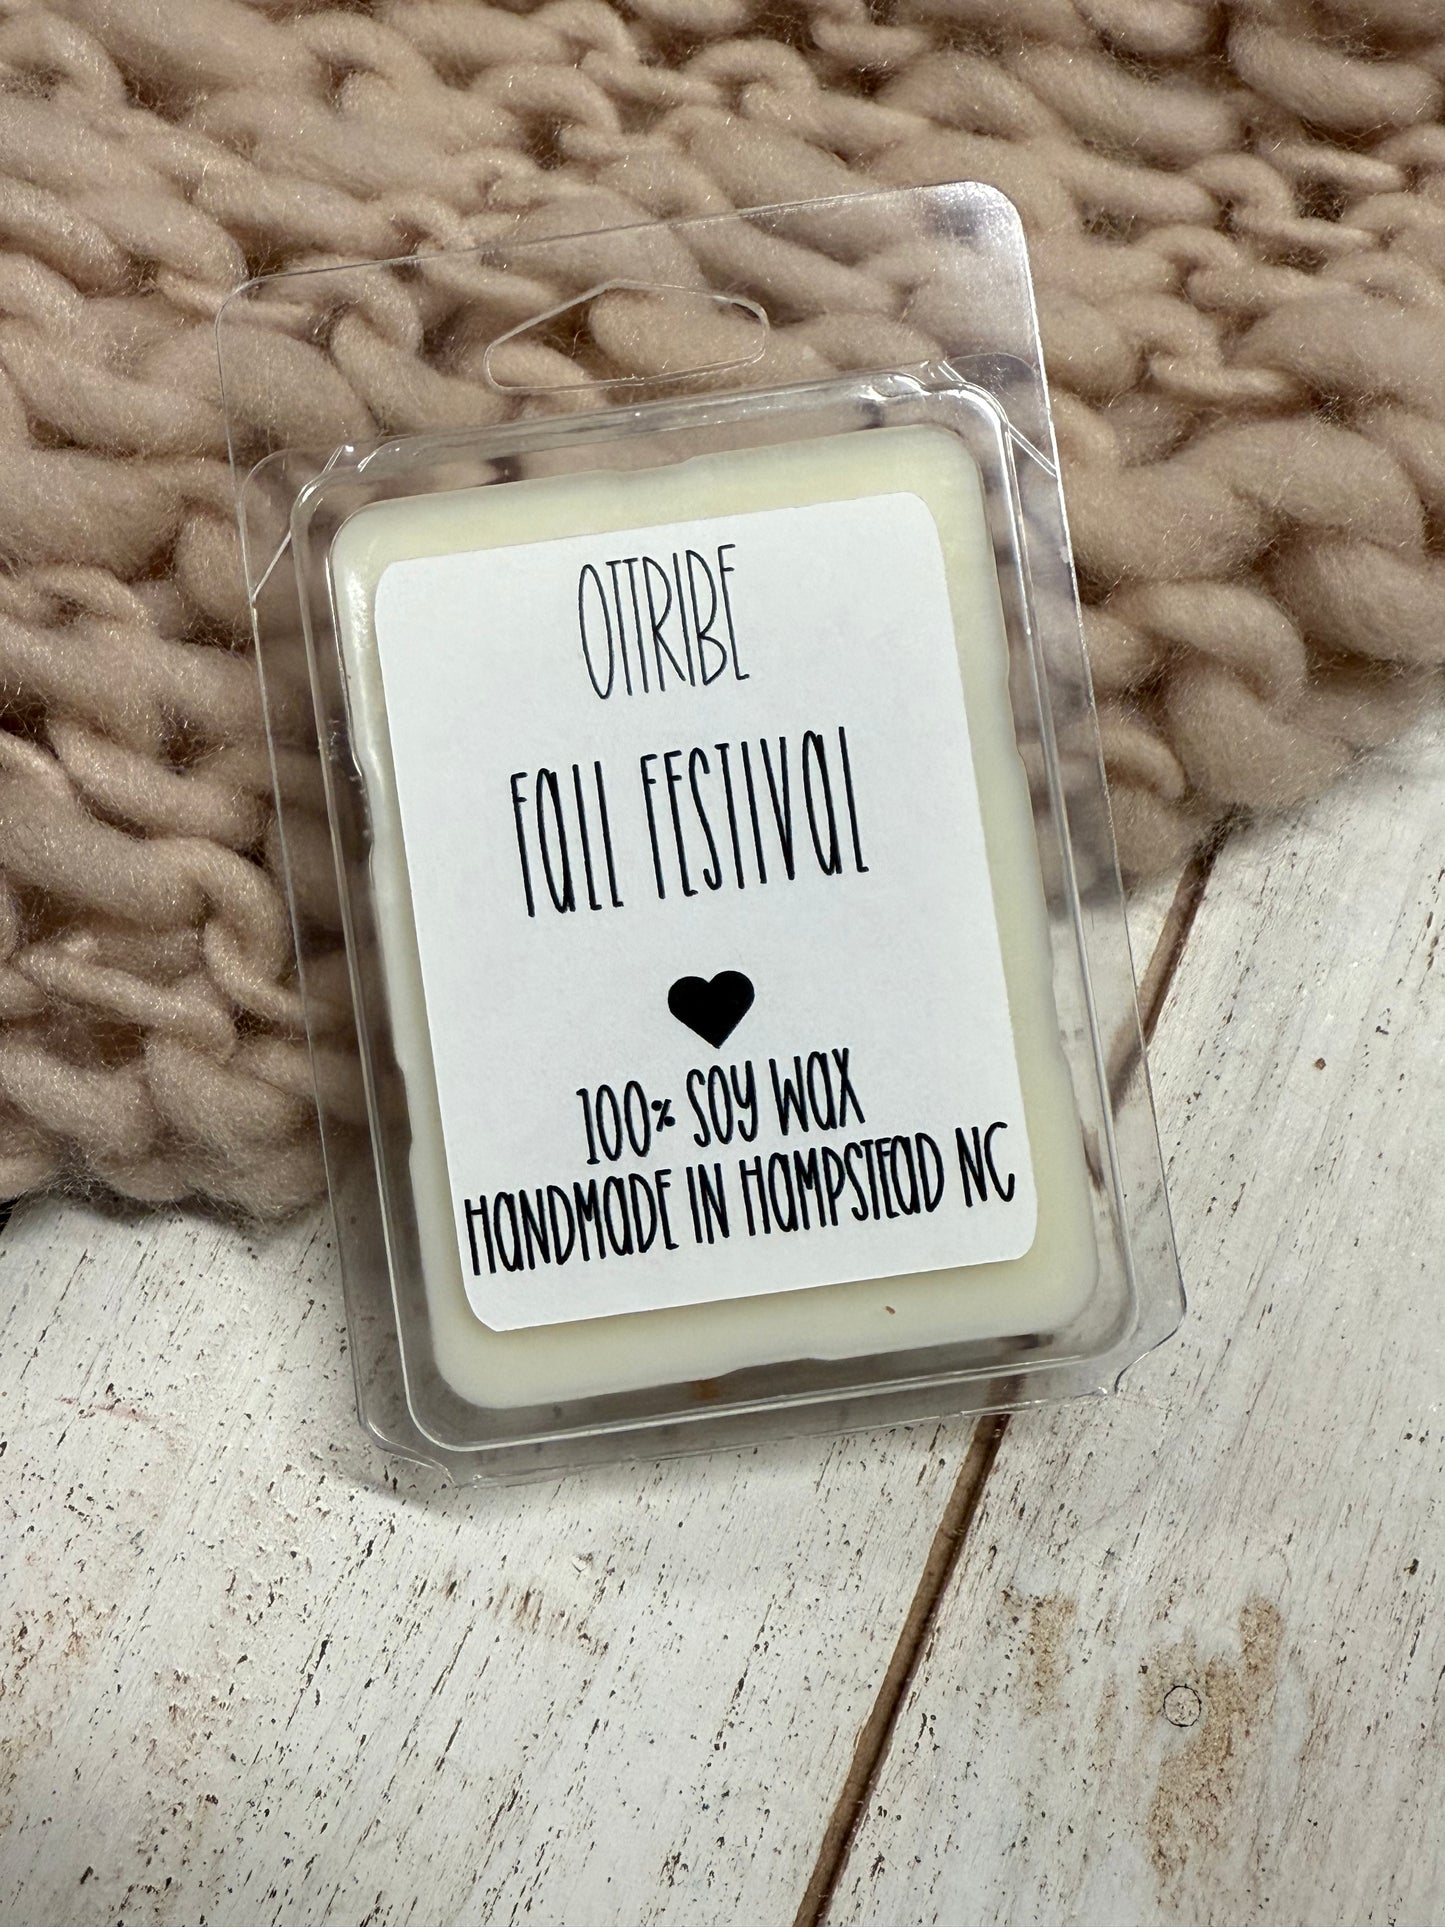 OTTRIBE
FALL FESTIVAL
100% SOY WAX
HANDMADE IN HAMPSTEAD NC